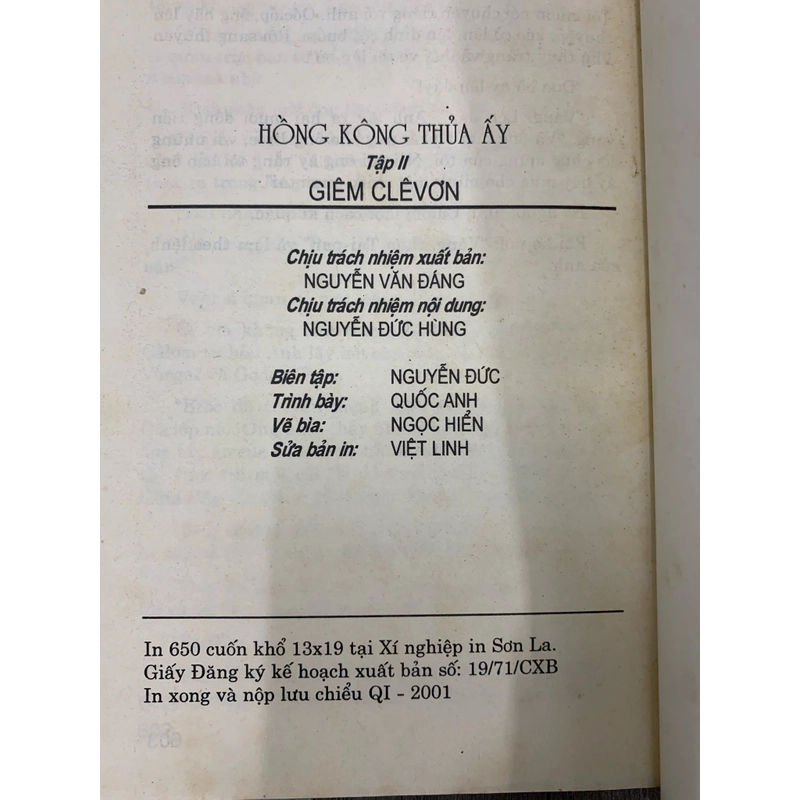 HỒNG KÔNG THỦA ẤY
Tập II
GIÊM CLÊVƠN
Chịu trách nhiệm xuất bản:
NGUYỄN VĂN ĐÁNG
Chịu trách nhiệm nội dung:
NGUYỄN ĐỨC HÙNG
Biên tập: NGUYỄN ĐỨC
Trình bày: QUỐC ANH
Vẽ bìa: NGỌC HIỂN
Sửa bản in: VIỆT LINH
In 650 cuốn khổ 13x19 tại Xí nghiệp in Sơn La.
Giấy Đăng ký kế hoạch xuất bản số: 19/71/CXB
In xong và nộp lưu chiểu QI - 2001